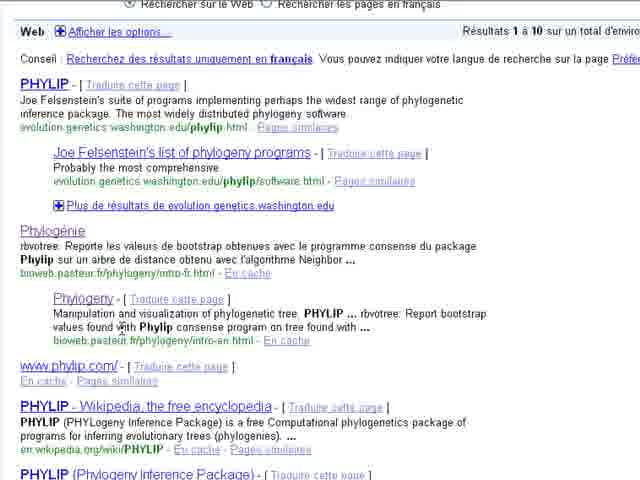 Rechercher sur le Web Rechercher les pages en français
Web Afficher les options... Résultats 1 à 10 sur un total d'enviro
Conseil : Recherchez des résultats uniquement en français. Vous pouvez indiquer votre langue de recherche sur la page Préfé
PHYLIP - [ Traduire cette page ]
Joe Felsenstein's suite of programs implementing perhaps the widest range of phylogenetic
inference package. The most widely distributed phylogeny software.
evolution.genetics.washington.edu/phylip.html - Pages similaires
Joe Felsenstein's list of phylogeny programs - [ Traduire cette page ]
Probably the most comprehensive.
evolution.genetics.washington.edu/phylip/software.html - Pages similaires
Plus de résultats de evolution.genetics.washington.edu
Phylogénie
rbvotree: Reporte les valeurs de bootstrap obtenues avec le programme consense du package
Phylip sur un arbre de distance obtenu avec l'algorithme Neighbor ...
bioweb.pasteur.fr/phylogeny/intro-fr.html - En cache
Phylogeny - [ Traduire cette page ]
Manipulation and visualization of phylogenetic tree. PHYLIP ... rbvotree: Report bootstrap
values found with Phylip consense program on tree found with ...
bioweb.pasteur.fr/phylogeny/intro-en.html - En cache
www.phylip.com/ - [ Traduire cette page ]
En cache - Pages similaires
PHYLIP - Wikipedia, the free encyclopedia - [ Traduire cette page ]
PHYLIP (PHYLogeny Inference Package) is a free Computational phylogenetics package of
programs for inferring evolutionary trees (phylogenies). ...
en.wikipedia.org/wiki/PHYLIP - En cache - Pages similaires
PHYLIP (Phylogeny Inference Package) - [ Traduire cette page ]